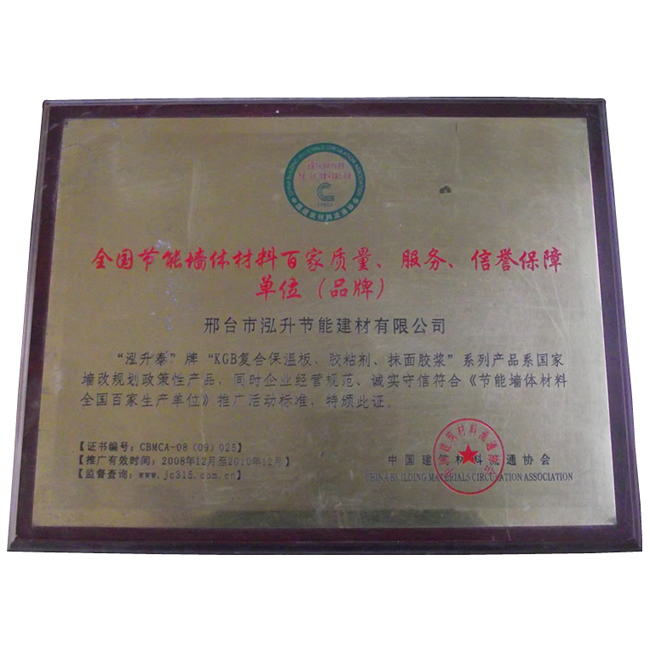 全国节能墙体材料百家质量、服务、信誉保障
单位（品牌）
邢台市泓升节能建材有限公司
“泓升泰”牌“KGB复合保温板、胶粘剂、抹面胶浆”系列产品系国家
墙改规划政策性产品，同时企业经营规范、诚实守信符合《节能墙体材料
全国百家生产单位》推广活动标准，特颁此证。
【证书编号：CBMCA-08（09）025】
【推广有效时间：2008年12月至2010年12月】
【监督查询：www.jc315.com.cn】
中国建筑材料流通协会
CHINA BUILDING MATERIALS CIRCULATION ASSOCIATION